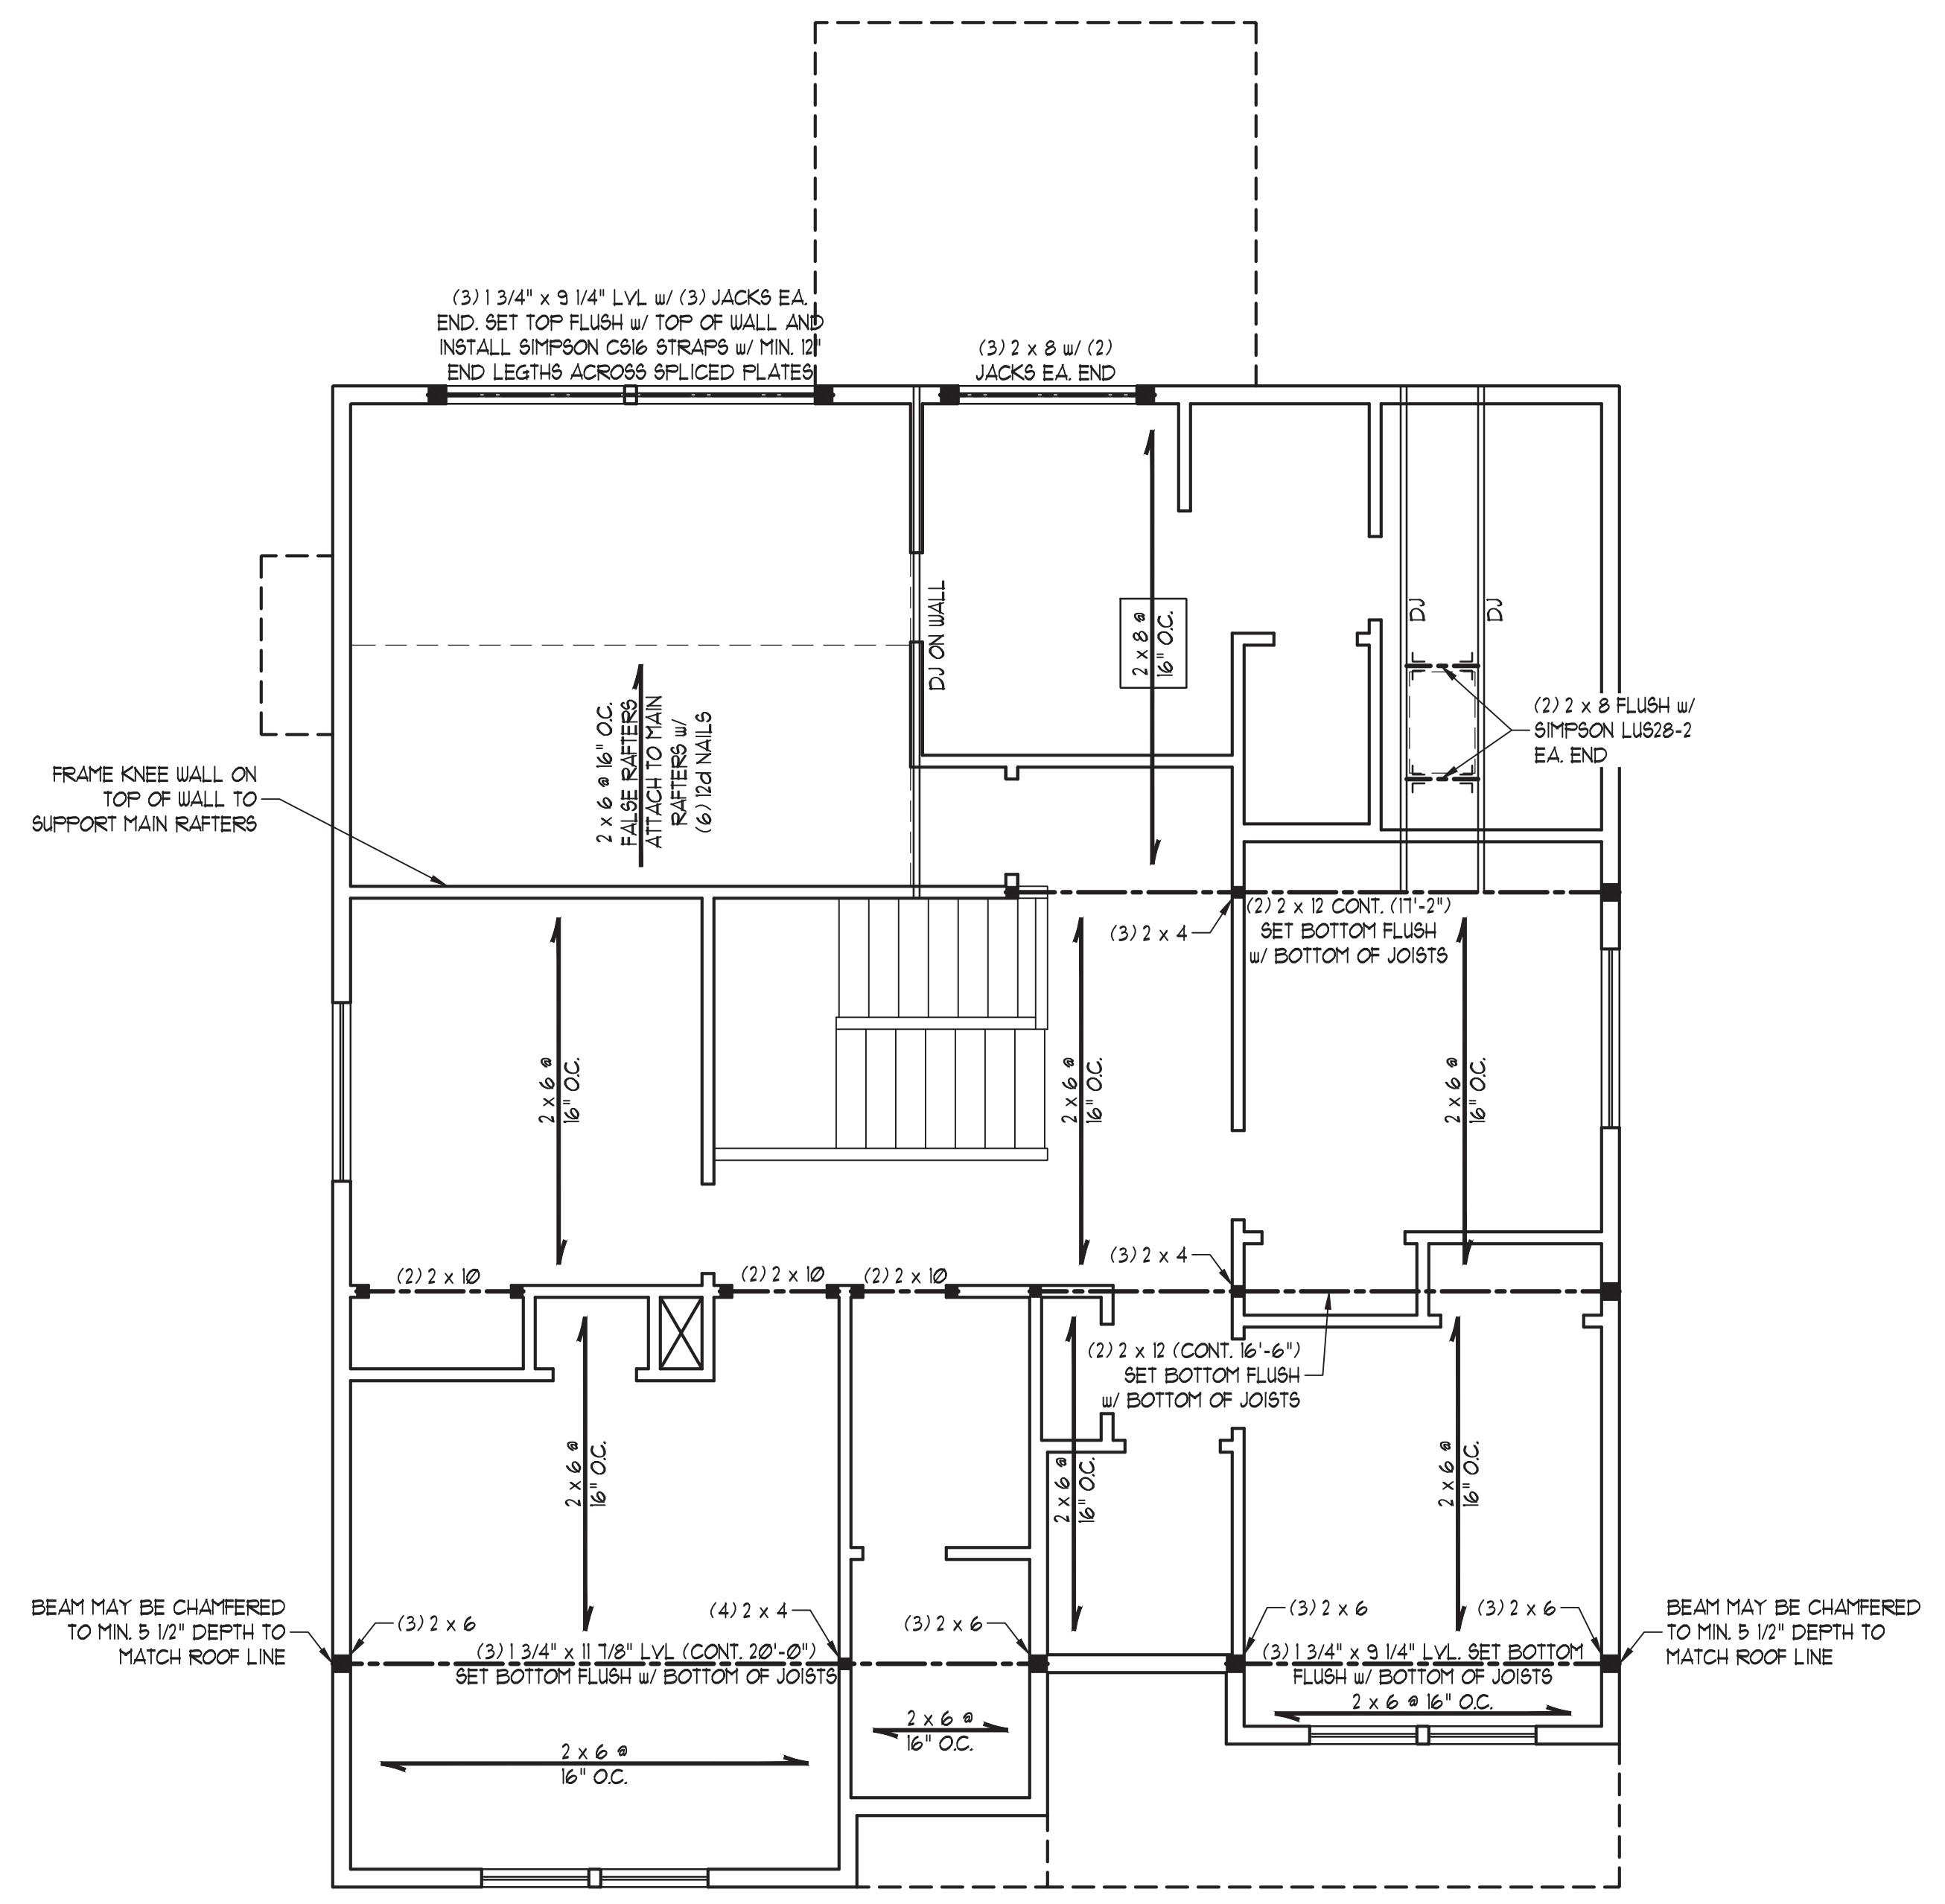 (3) 1 3/4" x 9 1/4" LVL w/ (3) JACKS EA.
END. SET TOP FLUSH w/ TOP OF WALL AND
INSTALL SIMPSON CS16 STRAPS w/ MIN. 12"
END LEGTHS ACROSS SPLICED PLATES
(3) 2 x 8 w/ (2)
JACKS EA. END
DJ ON WALL
2 x 8 @
16" O.C.
DJ
DJ
(2) 2 x 8 FLUSH w/
SIMPSON LUS28-2
EA. END
2 x 6 @ 16" O.C.
FALSE RAFTERS
ATTACH TO MAIN
RAFTERS w/
(6) 12d NAILS
FRAME KNEE WALL ON
TOP OF WALL TO
SUPPORT MAIN RAFTERS
(3) 2 x 4
(2) 2 x 12 CONT. (17'-2")
SET BOTTOM FLUSH
w/ BOTTOM OF JOISTS
2 x 6 @
16" O.C.
2 x 6 @
16" O.C.
2 x 6 @
16" O.C.
(2) 2 x 10
(2) 2 x 10
(2) 2 x 10
(3) 2 x 4
(2) 2 x 12 (CONT. 16'-6")
SET BOTTOM FLUSH
w/ BOTTOM OF JOISTS
2 x 6 @
16" O.C.
2 x 6 @
16" O.C.
2 x 6 @
16" O.C.
BEAM MAY BE CHAMFERED
TO MIN. 5 1/2" DEPTH TO
MATCH ROOF LINE
(3) 2 x 6
(4) 2 x 4
(3) 2 x 6
(3) 2 x 6
(3) 2 x 6
BEAM MAY BE CHAMFERED
TO MIN. 5 1/2" DEPTH TO
MATCH ROOF LINE
(3) 1 3/4" x 11 7/8" LVL (CONT. 20'-0")
SET BOTTOM FLUSH w/ BOTTOM OF JOISTS
(3) 1 3/4" x 9 1/4" LVL. SET BOTTOM
FLUSH w/ BOTTOM OF JOISTS
2 x 6 @ 16" O.C.
2 x 6 @
16" O.C.
2 x 6 @
16" O.C.